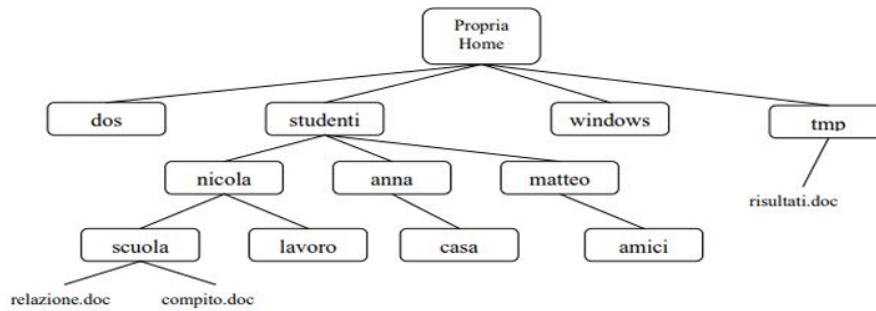 Propria
Home
dos
studenti
windows
tmp
nicola
anna
matteo
risultati.doc
scuola
lavoro
casa
amici
relazione.doc
compito.doc